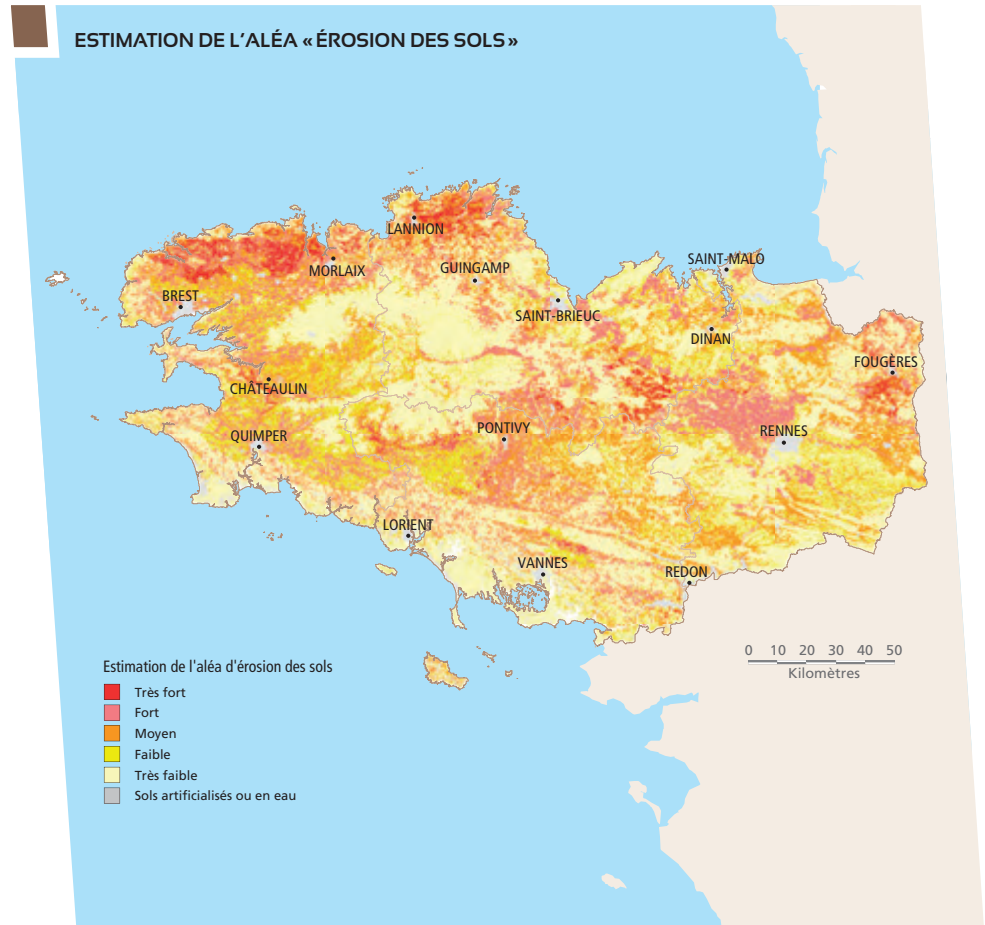 ESTIMATION DE L'ALÉA « ÉROSION DES SOLS »
LANNION
MORLAIX
GUINGAMP
SAINT-MALO
BREST
SAINT-BRIEUC
DINAN
FOUGÈRES
CHÂTEAULIN
PONTIVY
RENNES
QUIMPER
LORIENT
VANNES
REDON
0 10 20 30 40 50
Kilomètres
Estimation de l'aléa d'érosion des sols
Très fort
Fort
Moyen
Faible
Très faible
Sols artificialisés ou en eau